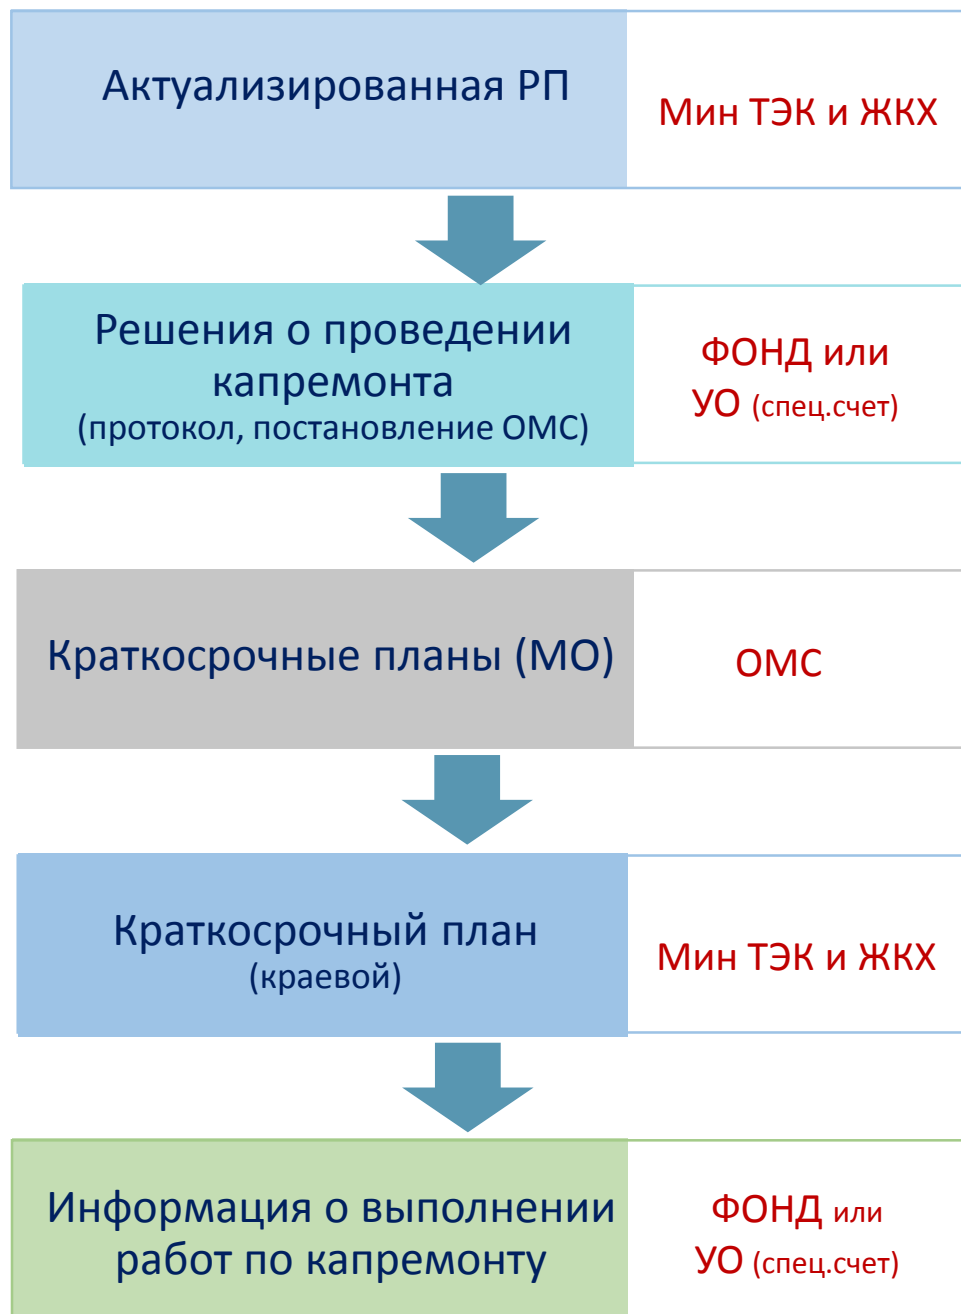 Актуализированная РП
Мин ТЭК и ЖКХ
Решения о проведении
капремонта
(протокол, постановление ОМС)
ФОНД или
УО (спец.счет)
Краткосрочные планы (МО)
ОМС
Краткосрочный план
(краевой)
Мин ТЭК и ЖКХ
Информация о выполнении
работ по капремонту
ФОНД или
УО (спец.счет)